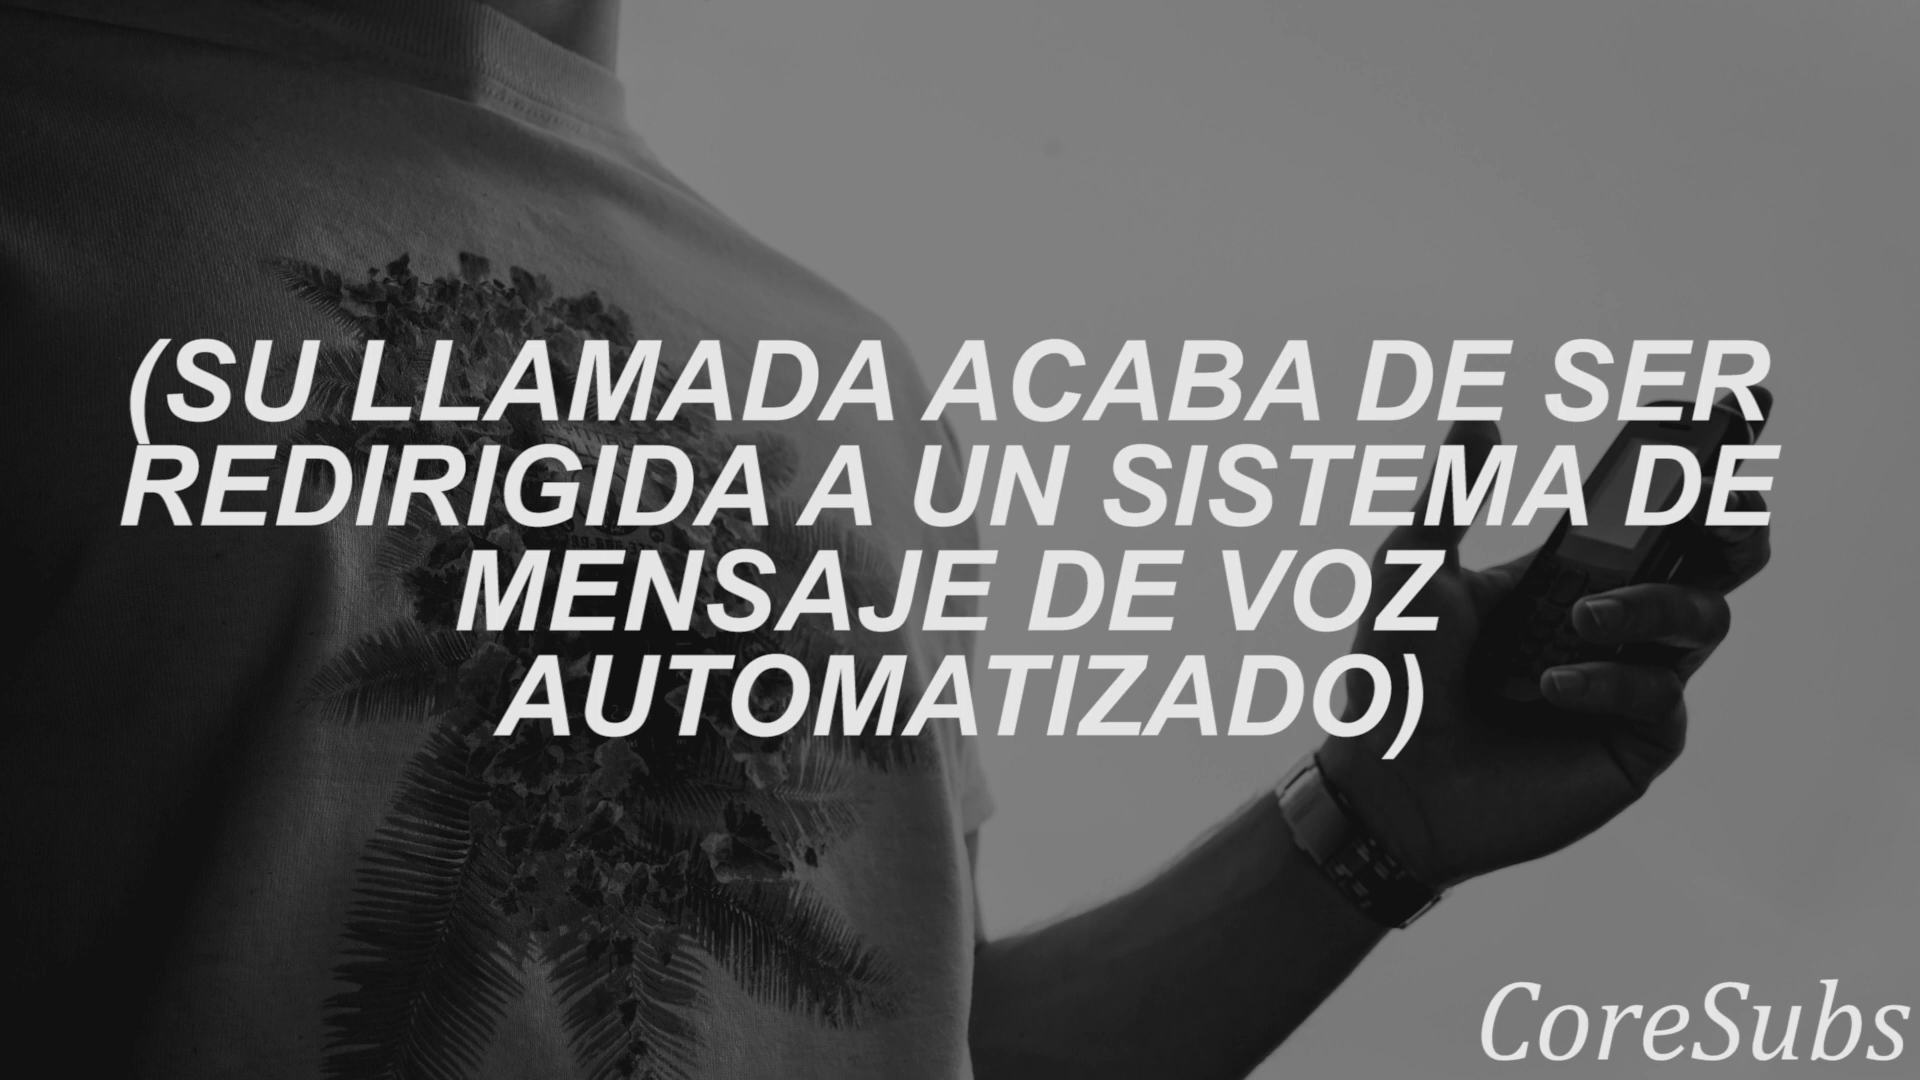 (SU LLAMADA ACABA DE SER
REDIRIGIDA A UN SISTEMA DE
MENSAJE DE VOZ
AUTOMATIZADO)
CoreSubs